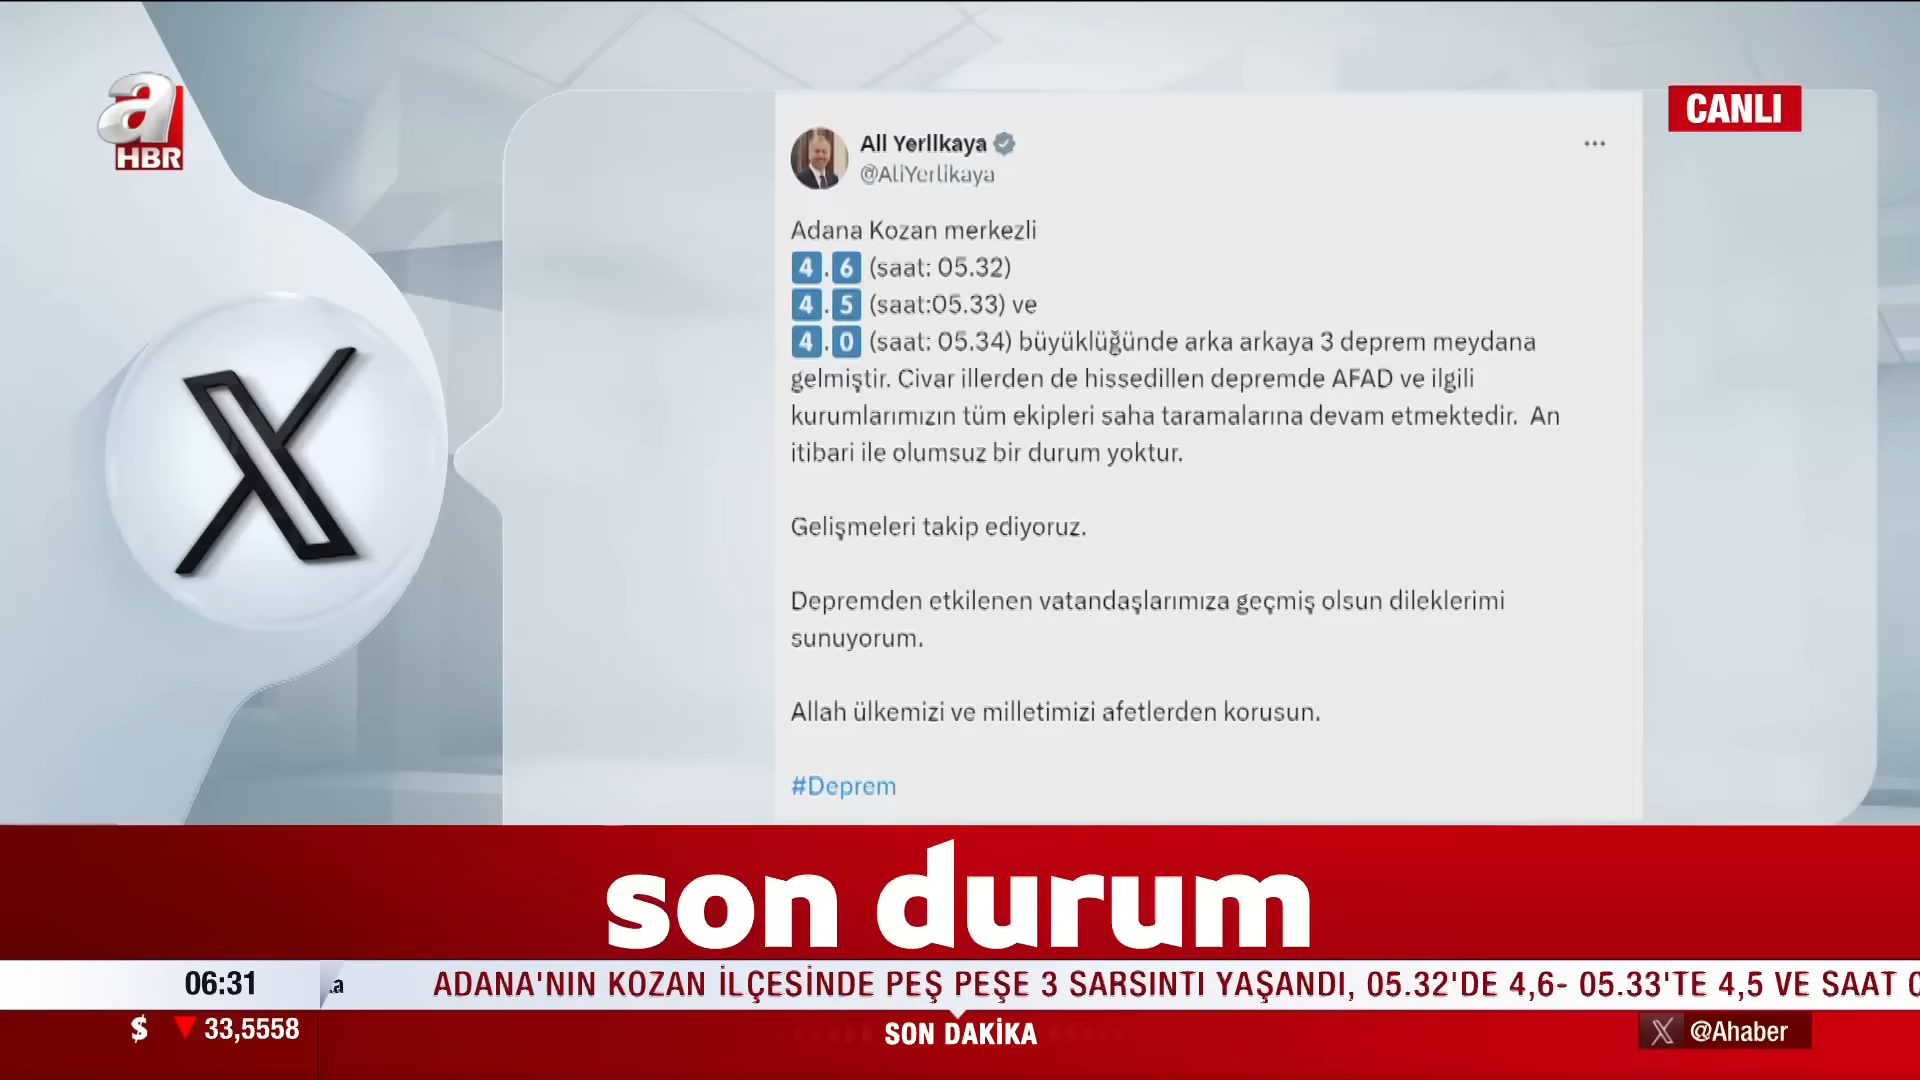 a
HBR
CANLI
Ali Yerlikaya
@AliYerlikaya
Adana Kozan merkezli
4.6 (saat: 05.32)
4.5 (saat:05.33) ve
4.0 (saat: 05.34) büyüklüğünde arka arkaya 3 deprem meydana
gelmiştir. Civar illerden de hissedillen depremde AFAD ve ilgili
kurumlarımızın tüm ekipleri saha taramalarına devam etmektedir. An
itibari ile olumsuz bir durum yoktur.
Gelişmeleri takip ediyoruz.
Depremden etkilenen vatandaşlarımıza geçmiş olsun dileklerimi
sunuyorum.
Allah ülkemizi ve milletimizi afetlerden korusun.
#Deprem
son durum
06:31 ADANA'NIN KOZAN İLÇESİNDE PEŞ PEŞE 3 SARSINTI YAŞANDI, 05.32'DE 4,6- 05.33'TE 4,5 VE SAAT
$ 33,5558 SON DAKİKA @Ahaber